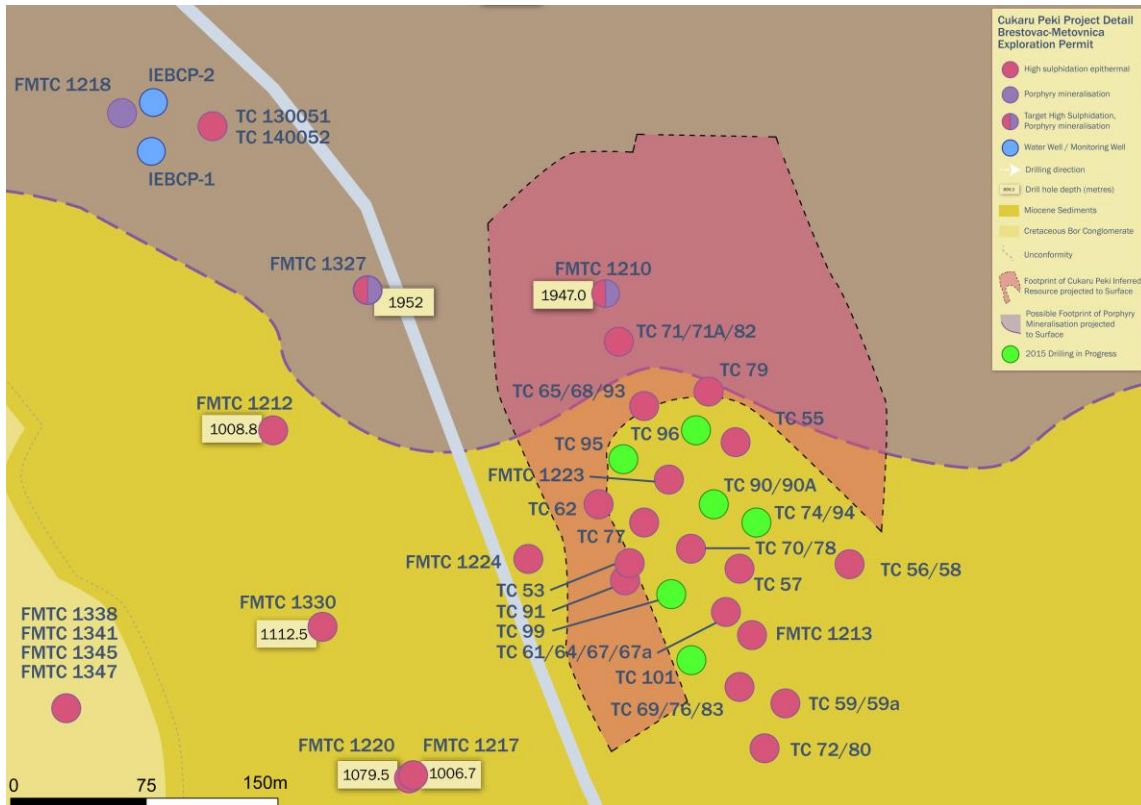 Cukaru Peki Project Detail
Brestovac-Metovnica
Exploration Permit
High sulphidation epithermal
Porphyry mineralisation
Target High Sulphidation,
Porphyry mineralisation
Water Well / Monitoring Well
Drilling direction
Drill hole depth (metres)
Miocene Sediments
Cretaceous Bor Conglomerate
Unconformity
Footprint of Cukaru Peki Inferred
Resource projected to Surface
Possible Footprint of Porphyry
Mineralisation projected
to Surface
2015 Drilling in Progress
IEBCP-2
FMTC 1218
TC 130051
TC 140052
IEBCP-1
FMTC 1327
1952
FMTC 1210
1947.0
TC 71/71A/82
TC 79
TC 65/68/93
TC 55
FMTC 1212
1008.8
TC 96
TC 95
FMTC 1223
TC 90/90A
TC 62
TC 74/94
TC 77
TC 70/78
FMTC 1224
TC 56/58
TC 57
TC 53
TC 91
TC 99
TC 61/64/67/67a
FMTC 1213
FMTC 1330
1112.5
FMTC 1338
FMTC 1341
FMTC 1345
FMTC 1347
TC 101
TC 69/76/83
TC 59/59a
TC 72/80
FMTC 1220
FMTC 1217
1079.5
1006.7
0 75 150m